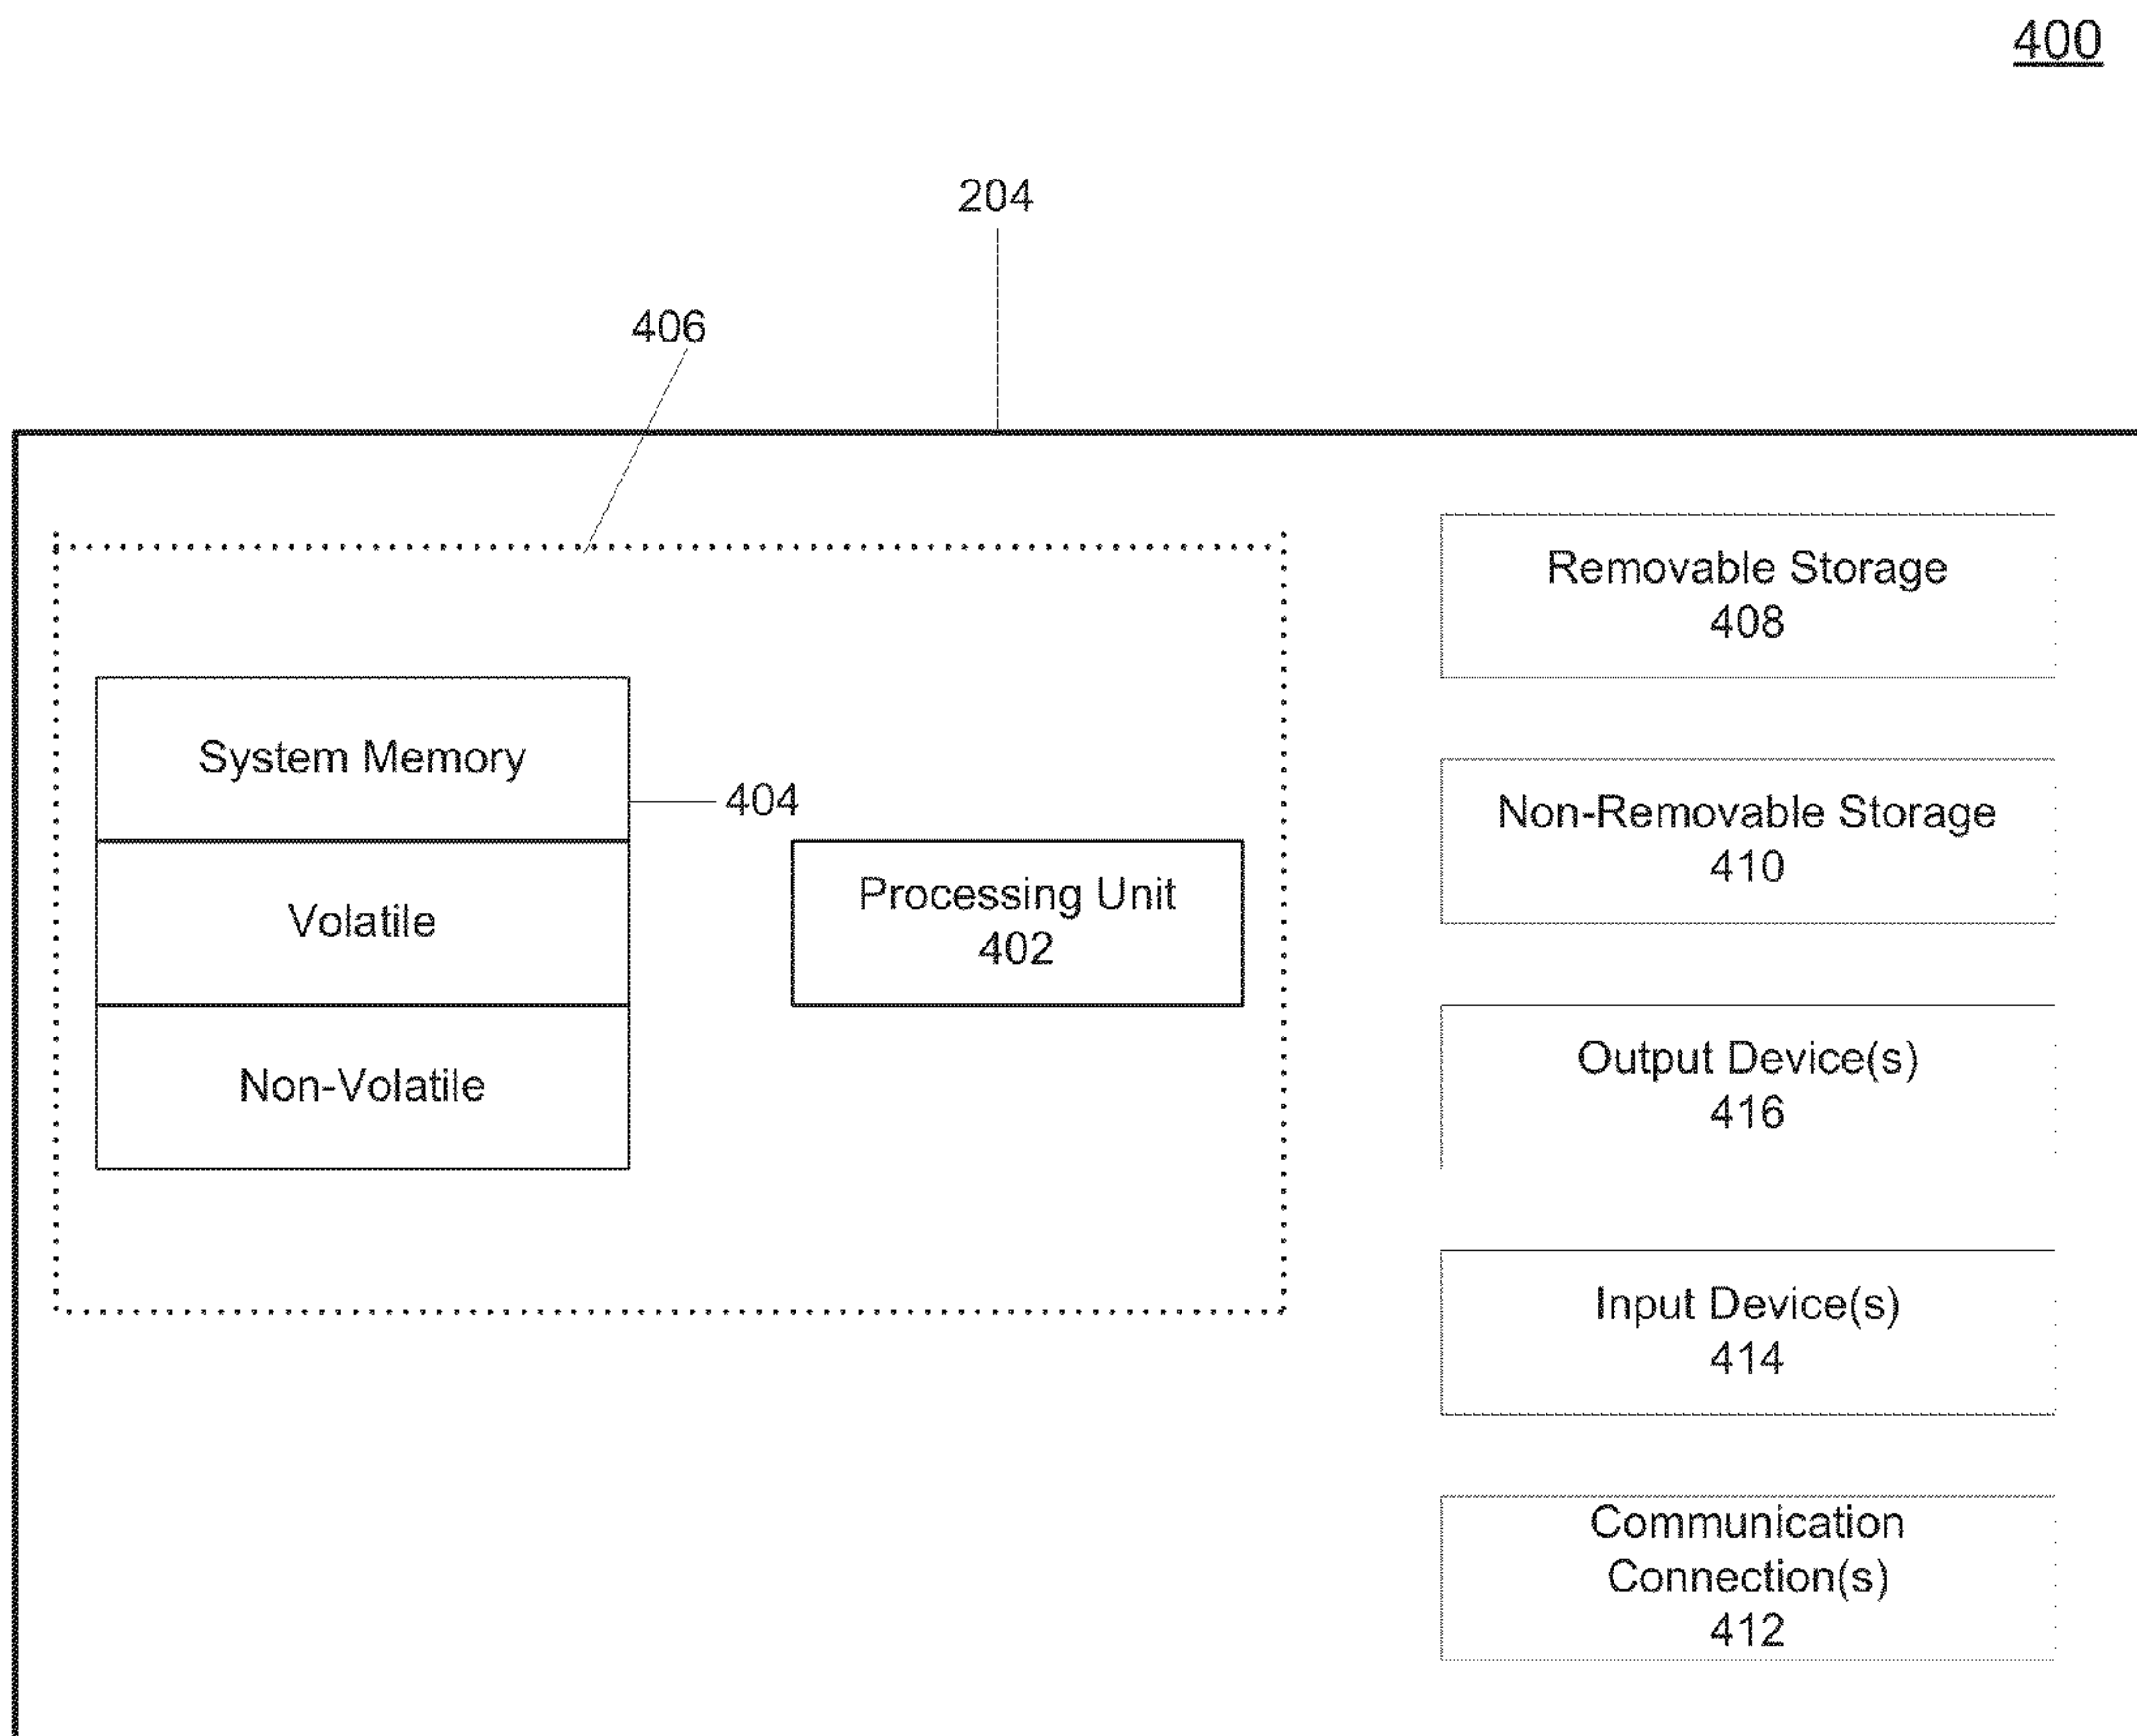 400
204
406
System Memory
404
Volatile
Non-Volatile
Processing Unit
402
Removable Storage
408
Non-Removable Storage
410
Output Device(s)
416
Input Device(s)
414
Communication
Connection(s)
412